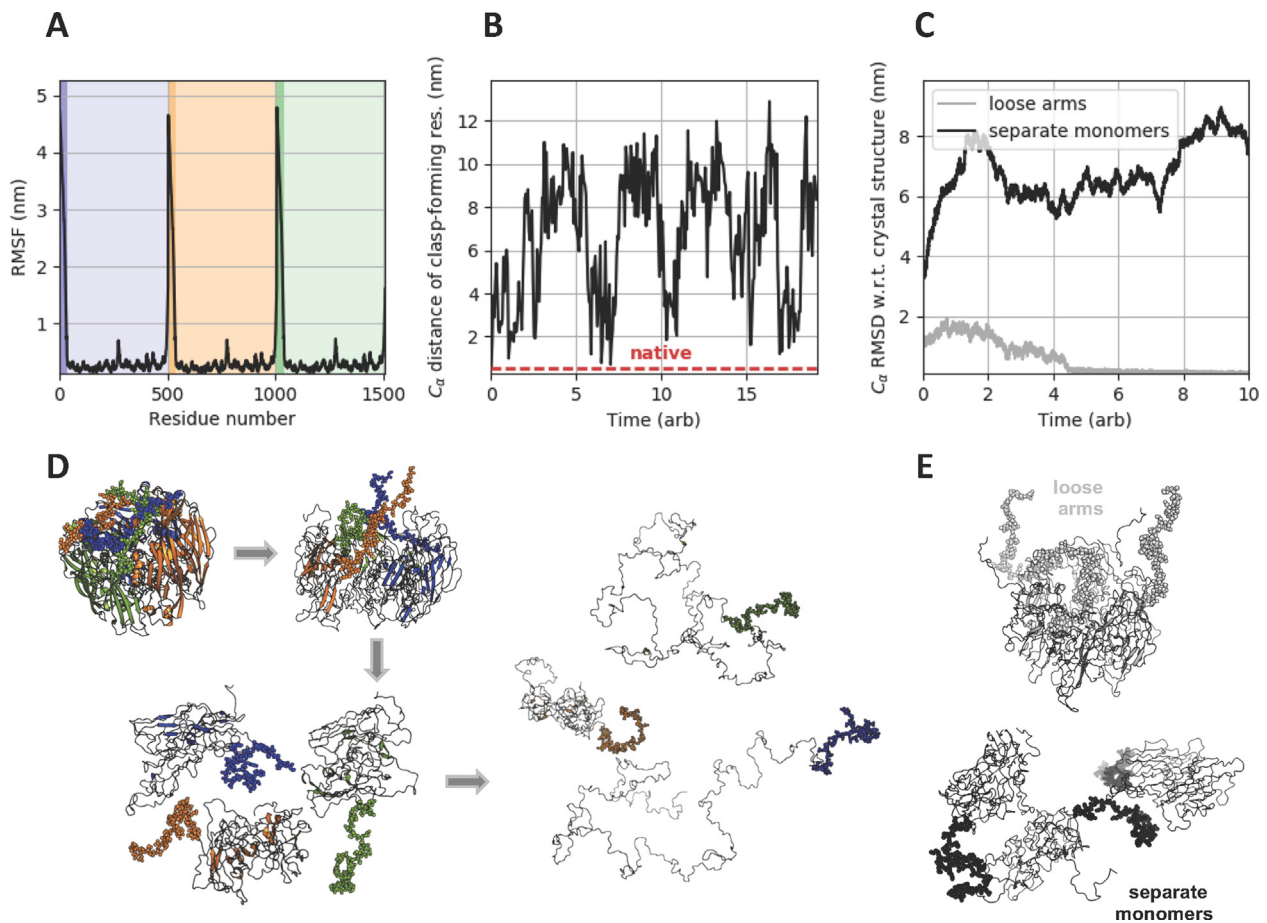 A
B
C
RMSF (nm)
5
4
3
2
1
0
500
1000
1500
Residue number
Cα distance of clasp-forming res. (nm)
12
10
8
6
4
2
native
0
5
10
15
Time (arb)
Cα RMSD w.r.t. crystal structure (nm)
8
6
4
2
loose arms
separate monomers
0
2
4
6
8
10
Time (arb)
D
E
loose
arms
separate
monomers